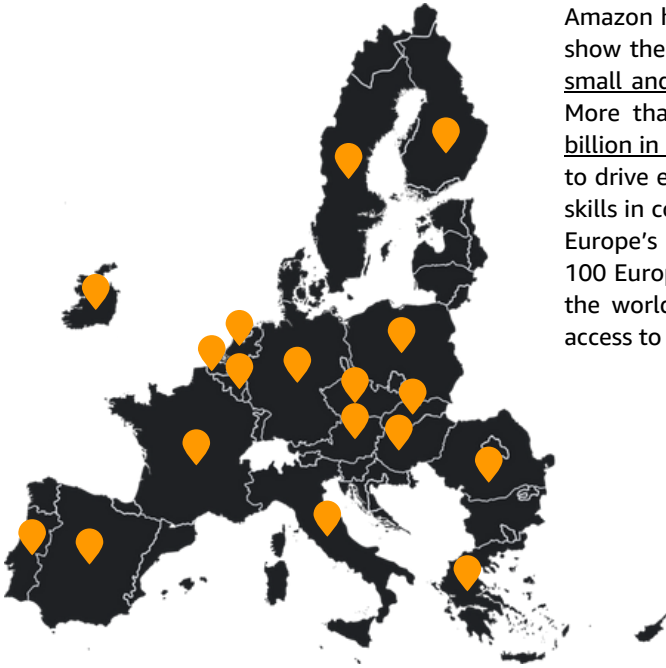 Amazon h
show the
small and
More tha
billion in
to drive e
skills in co
Europe's
100 Europ
the world
access to